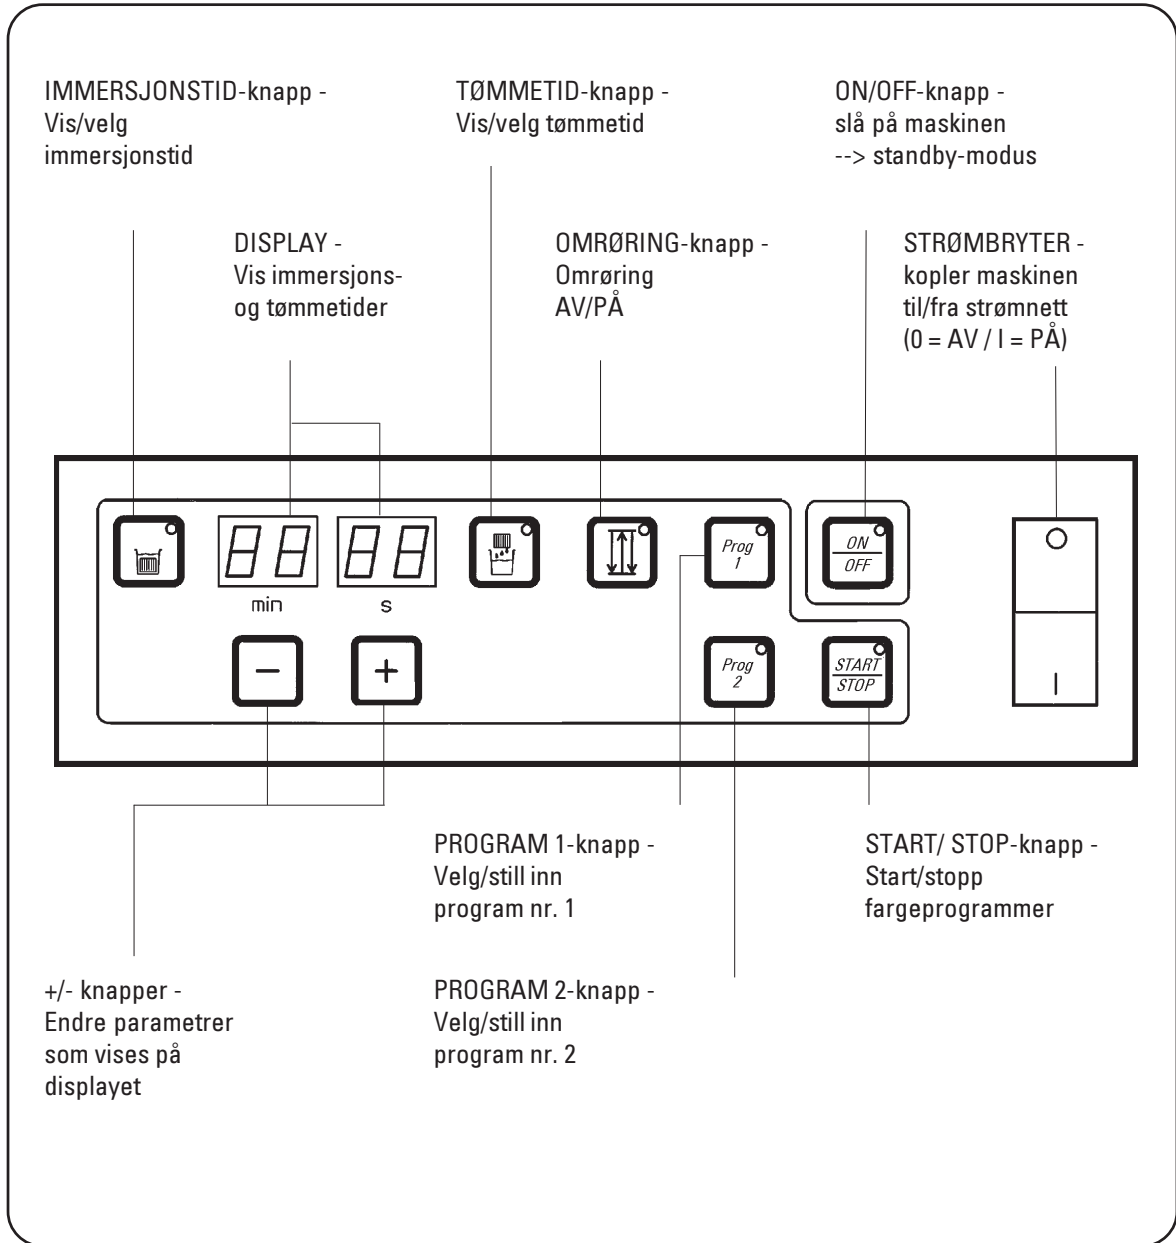 IMMERSJONSTID-knapp -
Vis/velg
immersjonstid
TØMMETID-knapp -
Vis/velg tømmetid
ON/OFF-knapp -
slå på maskinen
--> standby-modus
DISPLAY -
Vis immersjons-
og tømmetider
OMRØRING-knapp -
Omrøring
AV/PÅ
STRØMBRYTER -
kopler maskinen
til/fra strømnett
(0 = AV / I = PÅ)
88
88
min
s
Prog
1
ON
OFF
O
−
+
Prog
2
START
STOP
I
PROGRAM 1-knapp -
Velg/still inn
program nr. 1
START/ STOP-knapp -
Start/stopp
fargeprogrammer
+/- knapper -
Endre parametrer
som vises på
displayet
PROGRAM 2-knapp -
Velg/still inn
program nr. 2